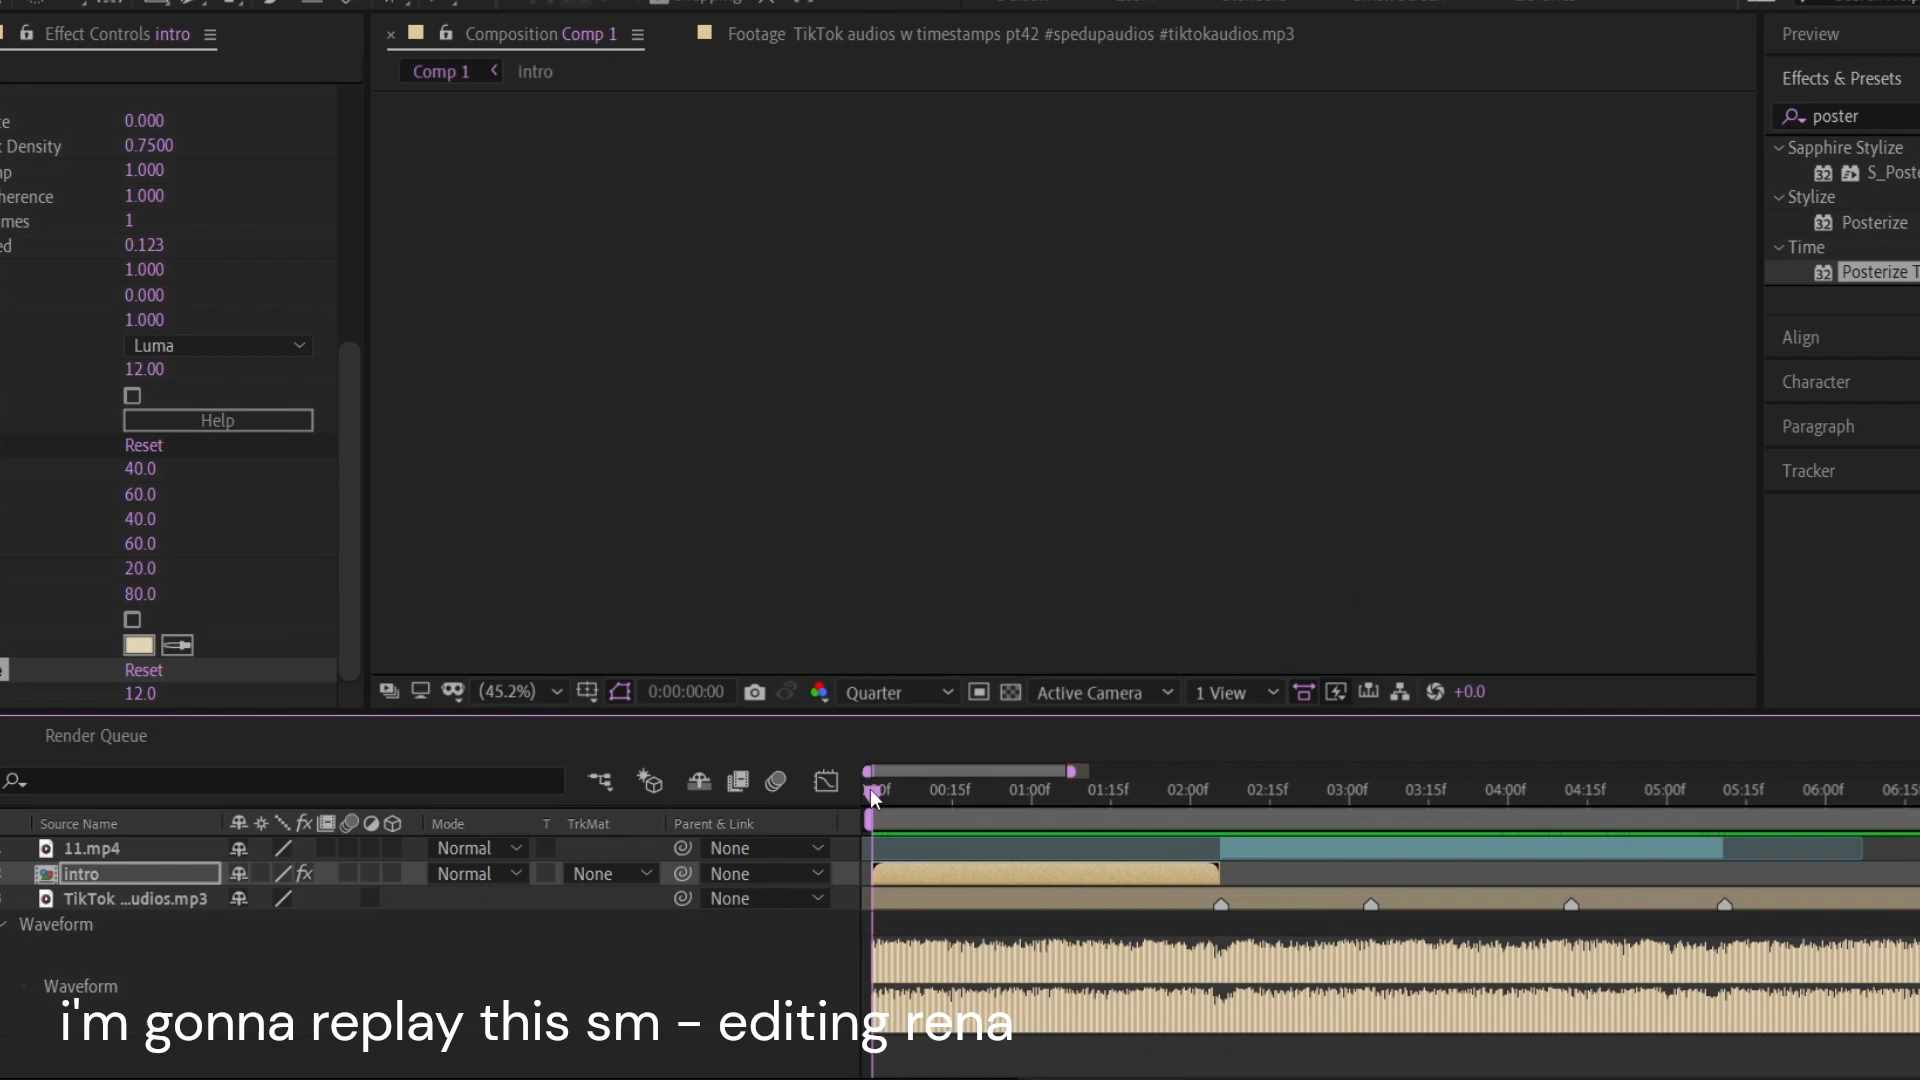 Effect Controls intro
Composition Comp 1
Footage TikTok audios w timestamps pt42 #spedupaudios #tiktokaudios.mp3
Preview
Comp 1
intro
Effects & Presets
poster
Sapphire Stylize
S_Poste
Stylize
Posterize
Time
Posterize T
Align
Character
Paragraph
Tracker
0.000
Density 0.7500
1.000
herence 1.000
mes 1
ed 0.123
1.000
0.000
1.000
Luma
12.00
Help
Reset
40.0
60.0
40.0
60.0
20.0
80.0
Reset
12.0
(45.2%) 0:00:00:00 Quarter Active Camera 1 View +0.0
Render Queue
00:15f 01:00f 01:15f 02:00f 02:15f 03:00f 03:15f 04:00f 04:15f 05:00f 05:15f 06:00f 06:15
Source Name fx Mode T TrkMat Parent & Link
11.mp4 Normal None
intro fx Normal None None
TikTok ...udios.mp3 None
Waveform
Waveform
i'm gonna replay this sm - editing rena